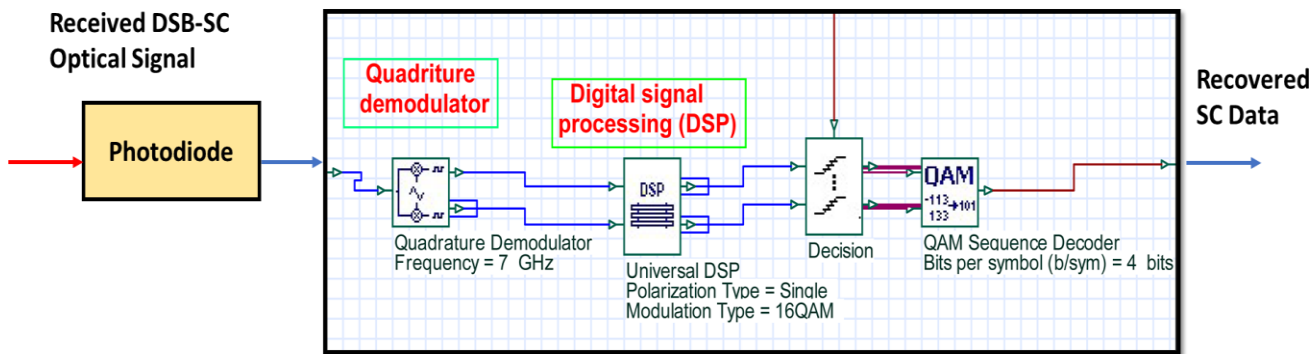 Received DSB-SC
Optical Signal
Photodiode
Quadriture
demodulator
Digital signal
processing (DSP)
Quadrature Demodulator
Frequency = 7 GHz
DSP
Universal DSP
Polarization Type = Single
Modulation Type = 16QAM
Decision
QAM
-113→101
133
QAM Sequence Decoder
Bits per symbol (b/sym) = 4 bits
Recovered
SC Data